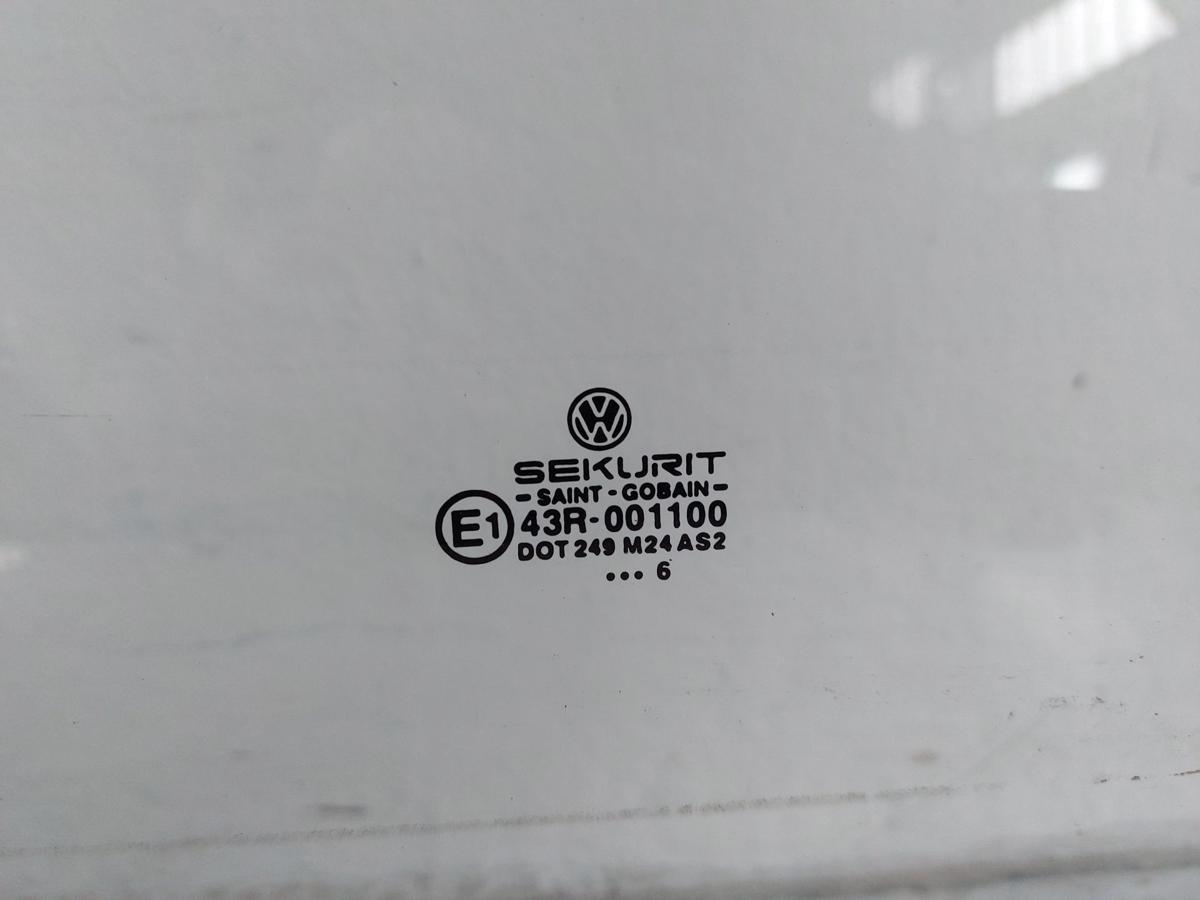 SEKURIT
- SAINT - GOBAIN -
E1 43R-001100
DOT 249 M24 AS2
... 6